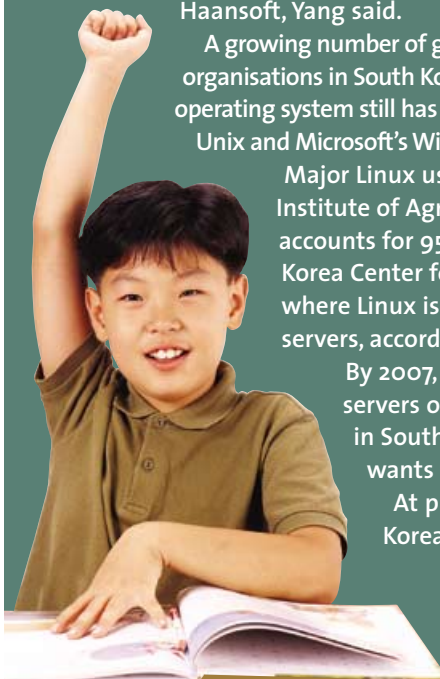 Haansoft, Yang said.
A growing number of g
organisations in South Ko
operating system still has
Unix and Microsoft's Wi
Major Linux us
Institute of Agr
accounts for 95
Korea Center fo
where Linux is
servers, accord
By 2007,
servers o
in South
wants
At p
Korea